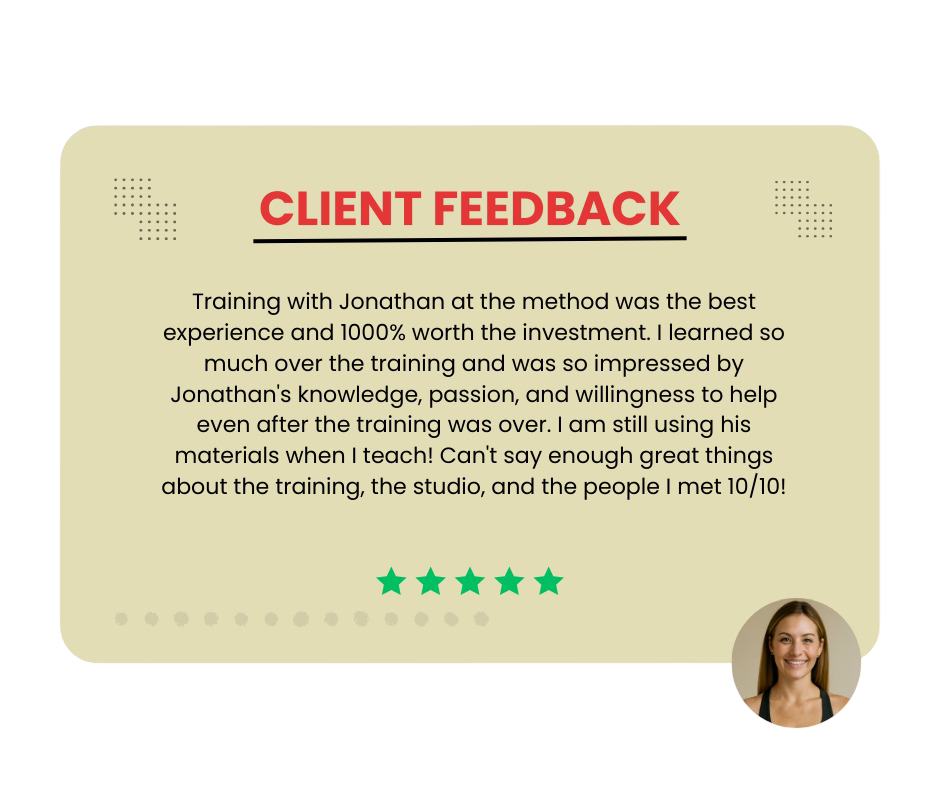 CLIENT FEEDBACK
Training with Jonathan at the method was the best
experience and 1000% worth the investment. I learned so
much over the training and was so impressed by
Jonathan's knowledge, passion, and willingness to help
even after the training was over. I am still using his
materials when I teach! Can't say enough great things
about the training, the studio, and the people I met 10/10!